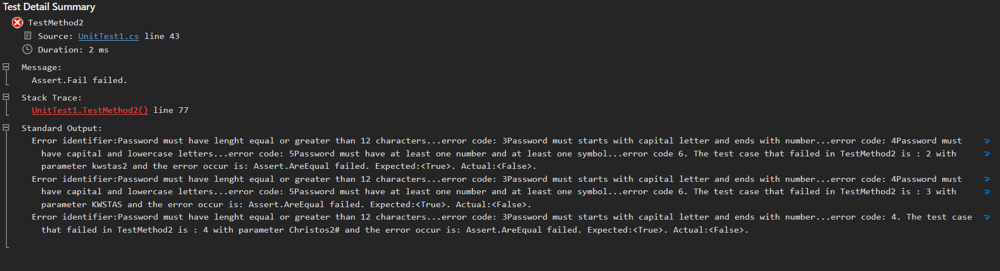 Test Detail Summary
TestMethod2
Source: UnitTest1.cs line 43
Duration: 2 ms
Message:
Assert.Fail failed.
Stack Trace:
UnitTest1.TestMethod2() line 77
Standard Output:
Error identifier:Password must have lenght equal or greater than 12 characters...error code: 3Password must starts with capital letter and ends with number...error code: 4Password must
have capital and lowercase letters...error code: 5Password must have at least one number and at least one symbol...error code 6. The test case that failed in TestMethod2 is : 2 with
parameter kwstas2 and the error occur is: Assert.AreEqual failed. Expected:<True>. Actual:<False>.
Error identifier:Password must have lenght equal or greater than 12 characters...error code: 3Password must starts with capital letter and ends with number...error code: 4Password must
have capital and lowercase letters...error code: 5Password must have at least one number and at least one symbol...error code 6. The test case that failed in TestMethod2 is : 3 with
parameter KWSTAS and the error occur is: Assert.AreEqual failed. Expected:<True>. Actual:<False>.
Error identifier:Password must have lenght equal or greater than 12 characters...error code: 3Password must starts with capital letter and ends with number...error code: 4. The test case
that failed in TestMethod2 is : 4 with parameter Christos2# and the error occur is: Assert.AreEqual failed. Expected:<True>. Actual:<False>.